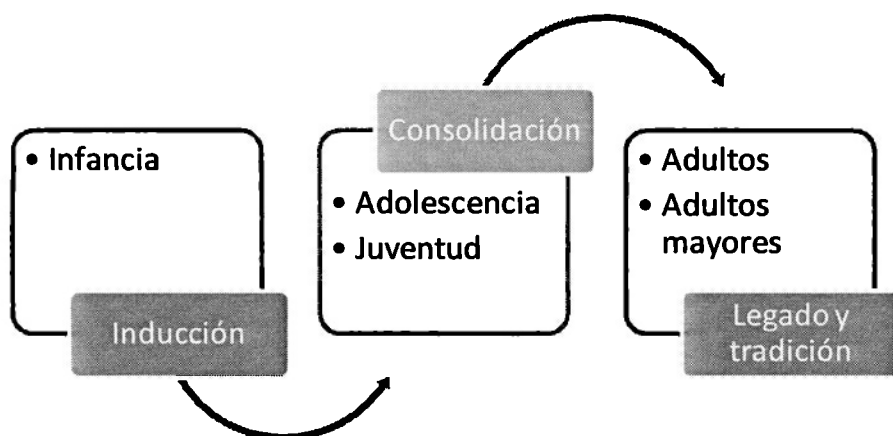 • Infancia
Inducción
Consolidación
• Adolescencia
• Juventud
• Adultos
• Adultos
mayores
Legado y
tradición